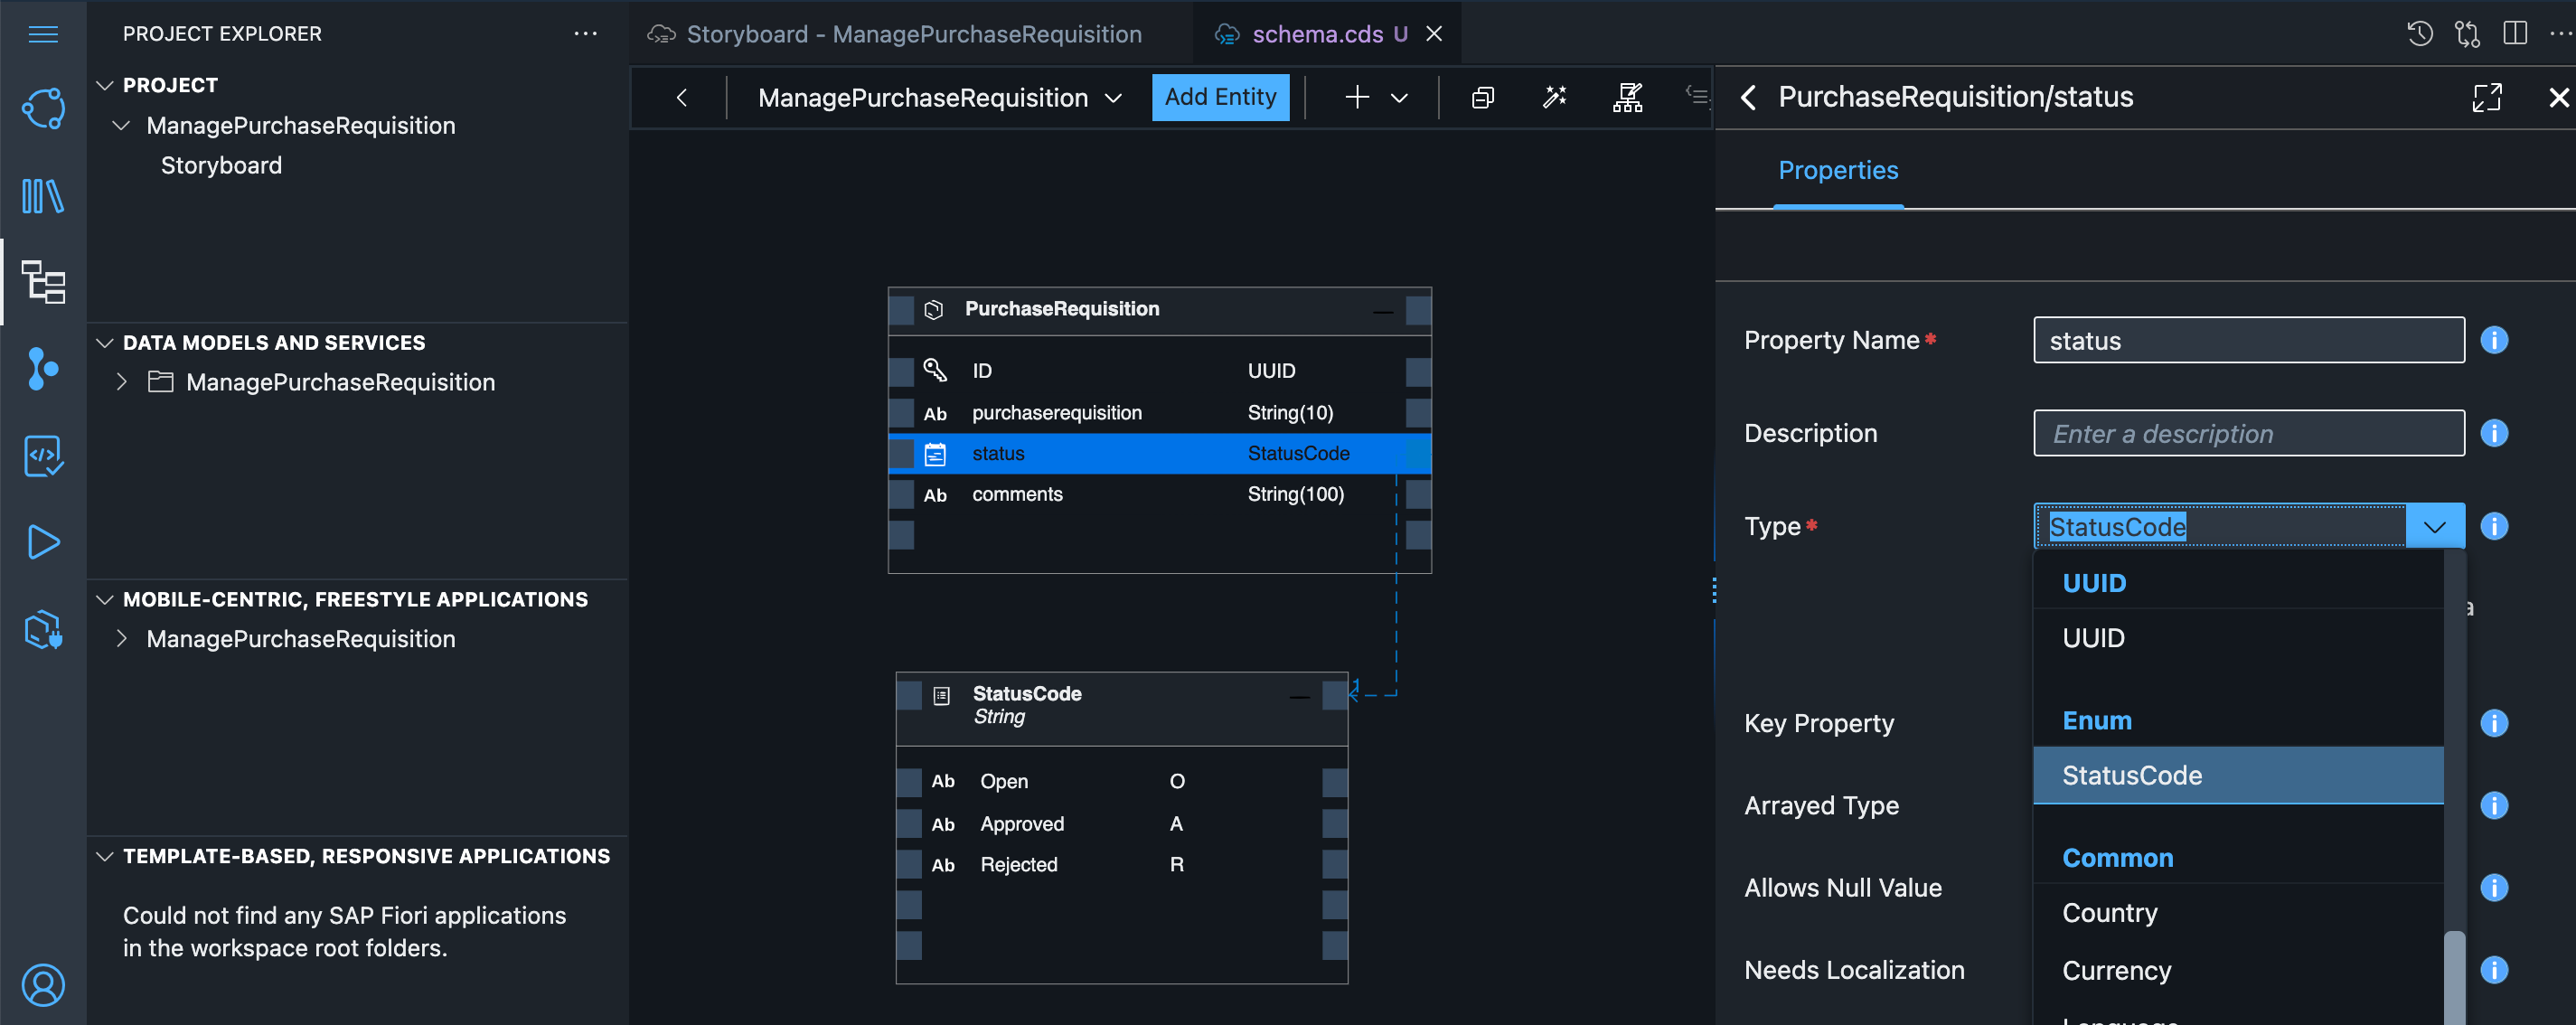 PROJECT EXPLORER
PROJECT
ManagePurchaseRequisition
Storyboard
DATA MODELS AND SERVICES
ManagePurchaseRequisition
MOBILE-CENTRIC, FREESTYLE APPLICATIONS
ManagePurchaseRequisition
TEMPLATE-BASED, RESPONSIVE APPLICATIONS
Could not find any SAP Fiori applications
in the workspace root folders.
Storyboard - ManagePurchaseRequisition
schema.cds U
ManagePurchaseRequisition
Add Entity
PurchaseRequisition
ID UUID
Ab purchaserequisition String(10)
status StatusCode
Ab comments String(100)
1
StatusCode
String
Ab Open O
Ab Approved A
Ab Rejected R
PurchaseRequisition/status
Properties
Property Name* status
Description Enter a description
Type* StatusCode
UUID
UUID
Enum
StatusCode
Common
Country
Currency
Language
a
Key Property
Arrayed Type
Allows Null Value
Needs Localization